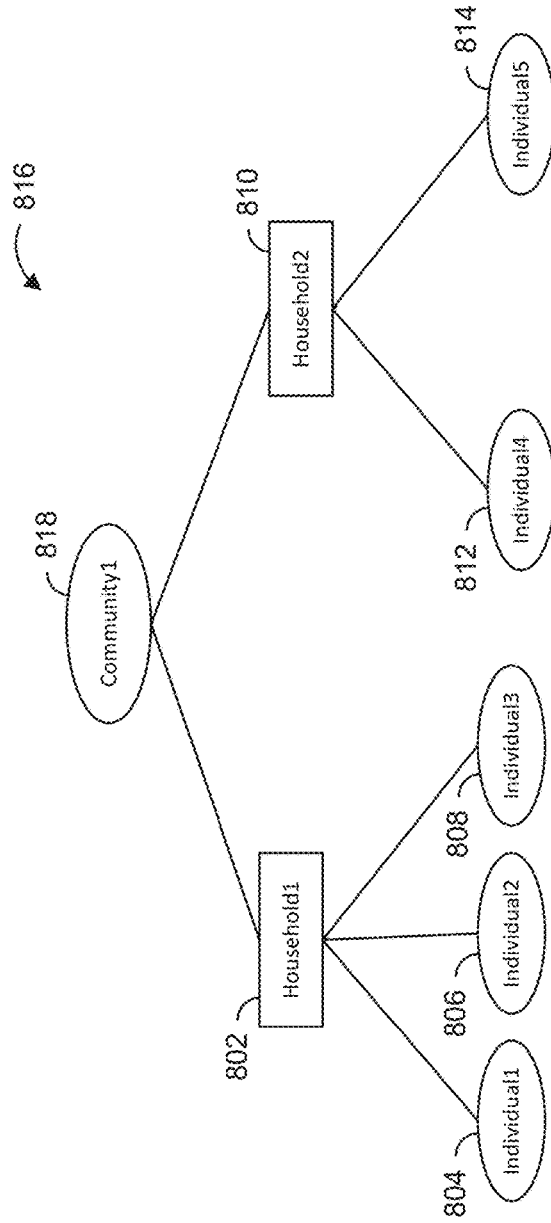 816
818
Community1
810
Household2
802
Household1
814
Individual5
812
Individual4
808
Individual3
806
Individual2
804
Individual1